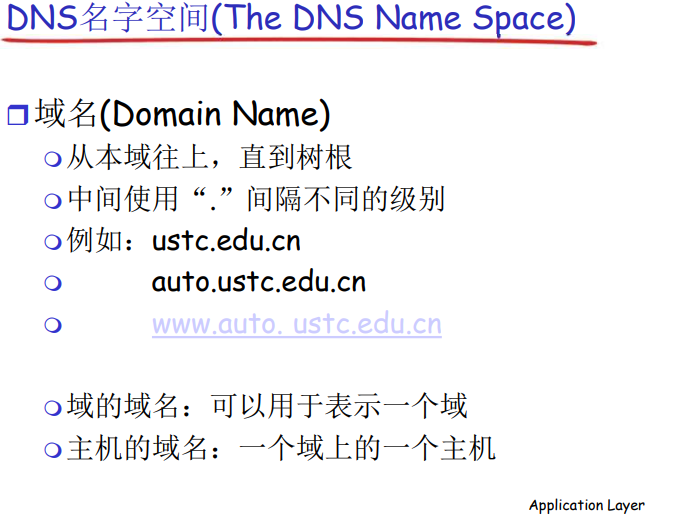 DNS名字空间(The DNS Name Space)
域名(Domain Name)
从本域往上，直到树根
中间使用“.”间隔不同的级别
例如：ustc.edu.cn
auto.ustc.edu.cn
www.auto. ustc.edu.cn
域的域名：可以用于表示一个域
主机的域名：一个域上的一个主机
Application Layer